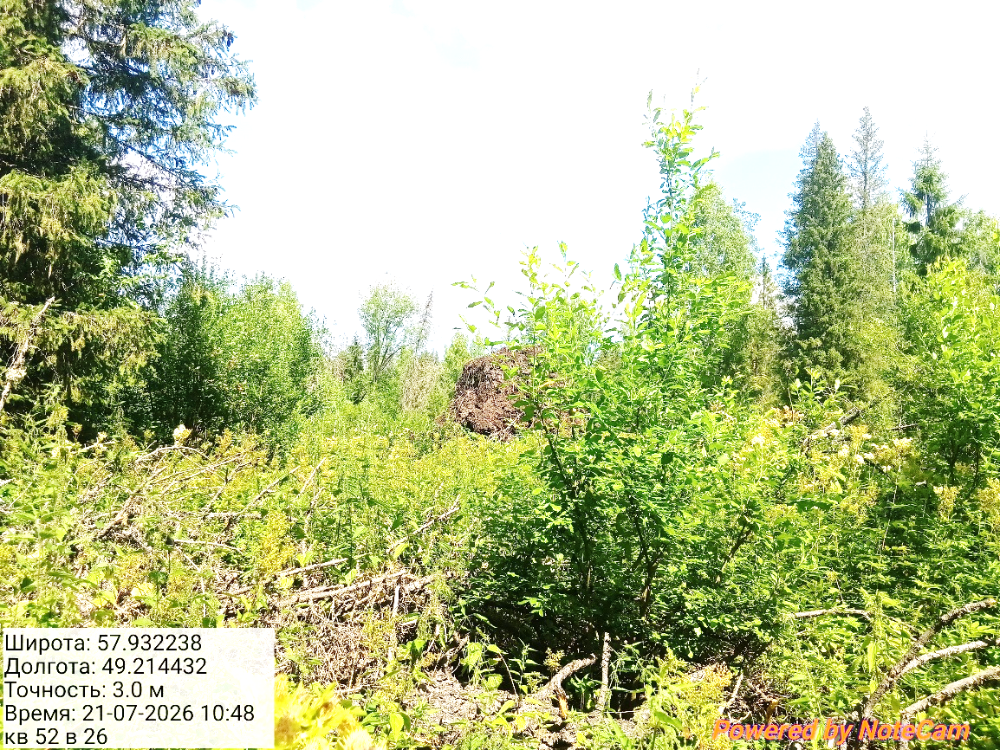 Широта: 57.932238
Долгота: 49.214432
Точность: 3.0 м
Время: 21-07-2026 10:48
кв 52 в 26
Powered by NoteCam